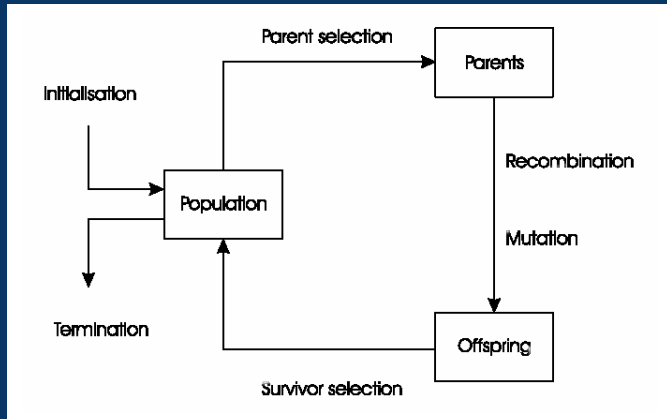 Parent selection
Parents
Initialisation
Recombination
Population
Mutation
Termination
Offspring
Survivor selection